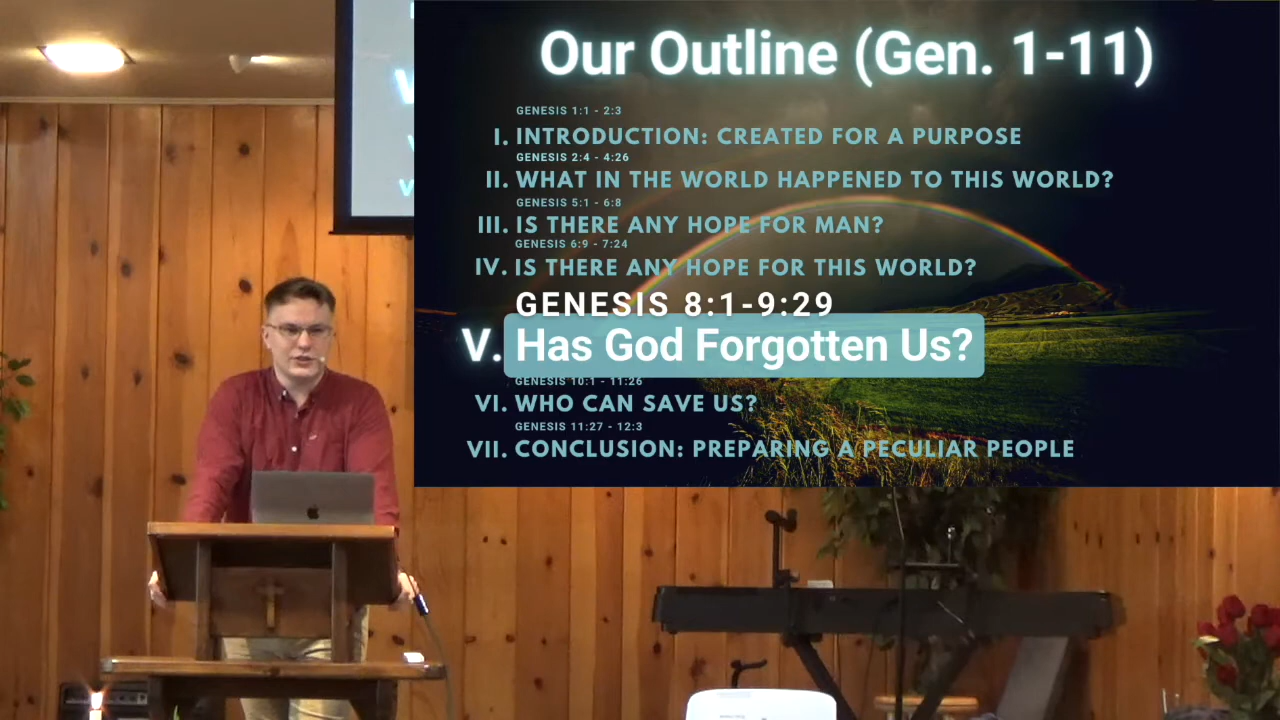 Our Outline (Gen. 1-11)
GENESIS 1:1 - 2:3
I. INTRODUCTION: CREATED FOR A PURPOSE
GENESIS 2:4 - 4:26
II. WHAT IN THE WORLD HAPPENED TO THIS WORLD?
GENESIS 5:1 - 6:8
III. IS THERE ANY HOPE FOR MAN?
GENESIS 6:9 - 7:24
IV. IS THERE ANY HOPE FOR THIS WORLD?
GENESIS 8:1-9:29
V. Has God Forgotten Us?
GENESIS 10:1 - 11:26
VI. WHO CAN SAVE US?
GENESIS 11:27 - 12:3
VII. CONCLUSION: PREPARING A PECULIAR PEOPLE